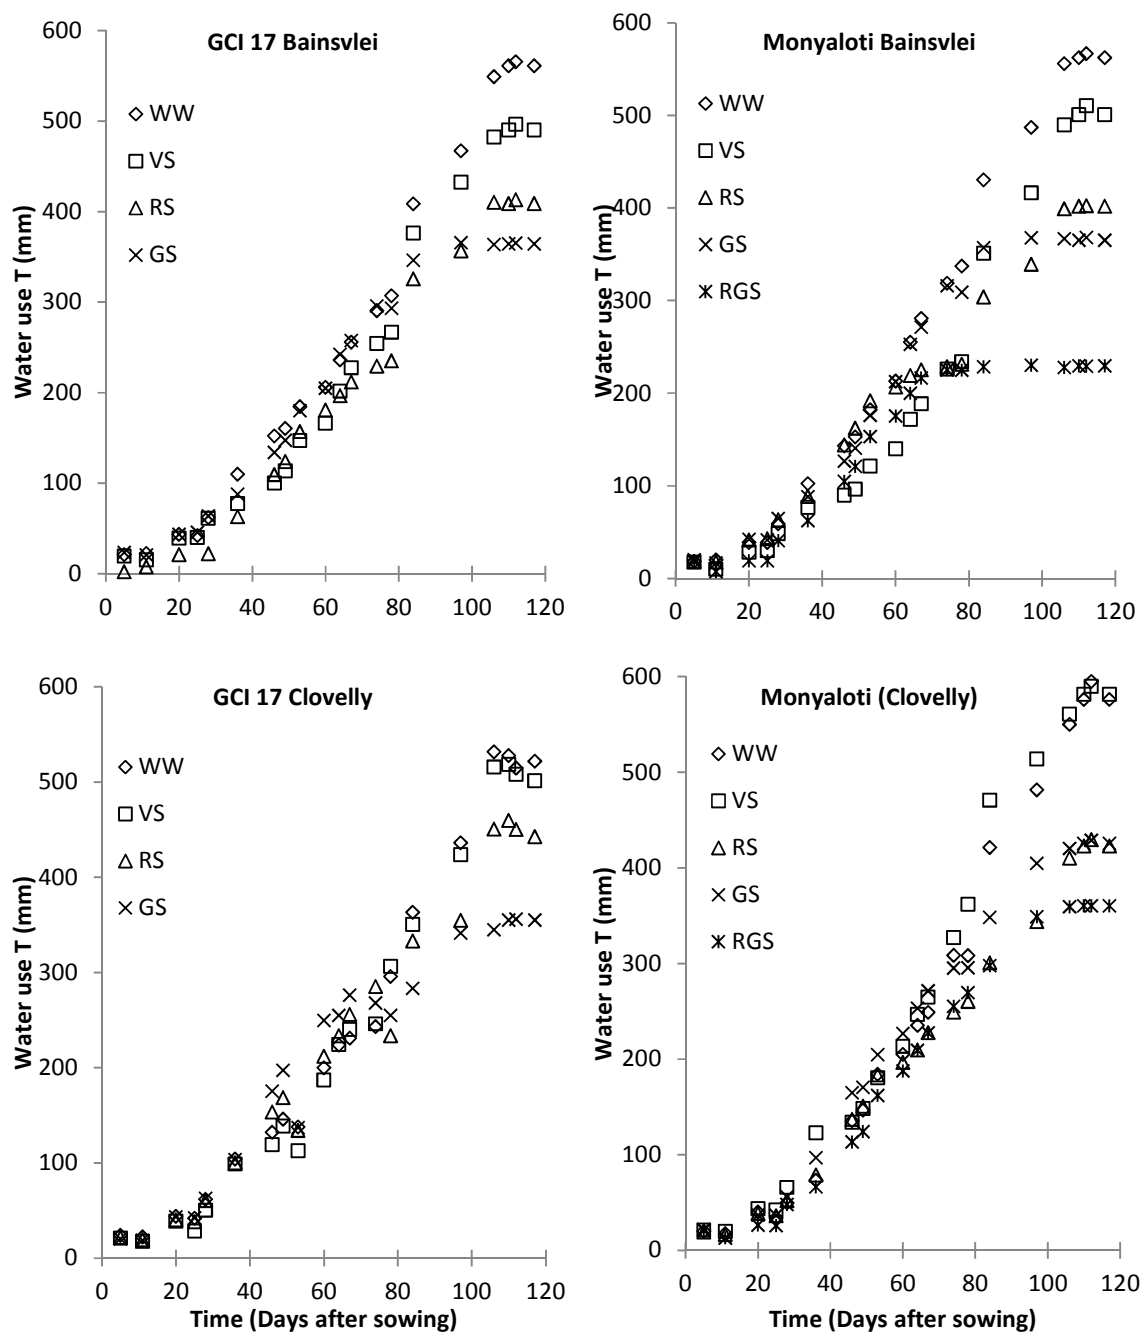 GCI 17 Bainsvlei
Water use T (mm)
600
500
400
300
200
100
0
WW
VS
RS
GS
0 20 40 60 80 100 120
Monyaloti Bainsvlei
Water use T (mm)
600
500
400
300
200
100
0
WW
VS
RS
GS
RGS
0 20 40 60 80 100 120
GCI 17 Clovelly
Water use T (mm)
600
500
400
300
200
100
0
WW
VS
RS
GS
0 20 40 60 80 100 120
Time (Days after sowing)
Monyaloti (Clovelly)
Water use T (mm)
600
500
400
300
200
100
0
WW
VS
RS
GS
RGS
0 20 40 60 80 100 120
Time (Days after sowing)